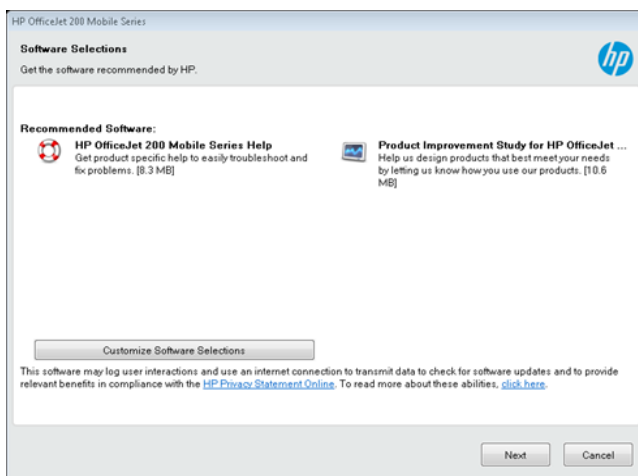 HP OfficeJet 200 Mobile Series
Software Selections
Get the software recommended by HP.
hp
Recommended Software:
HP OfficeJet 200 Mobile Series Help
Get product specific help to easily troubleshoot and
fix problems. [8.3 MB]
Product Improvement Study for HP OfficeJet ...
Help us design products that best meet your needs
by letting us know how you use our products. [10.6
MB]
Customize Software Selections
This software may log user interactions and use an internet connection to transmit data to check for software updates and to provide
relevant benefits in compliance with the HP Privacy Statement Online. To read more about these abilities, click here.
Next
Cancel